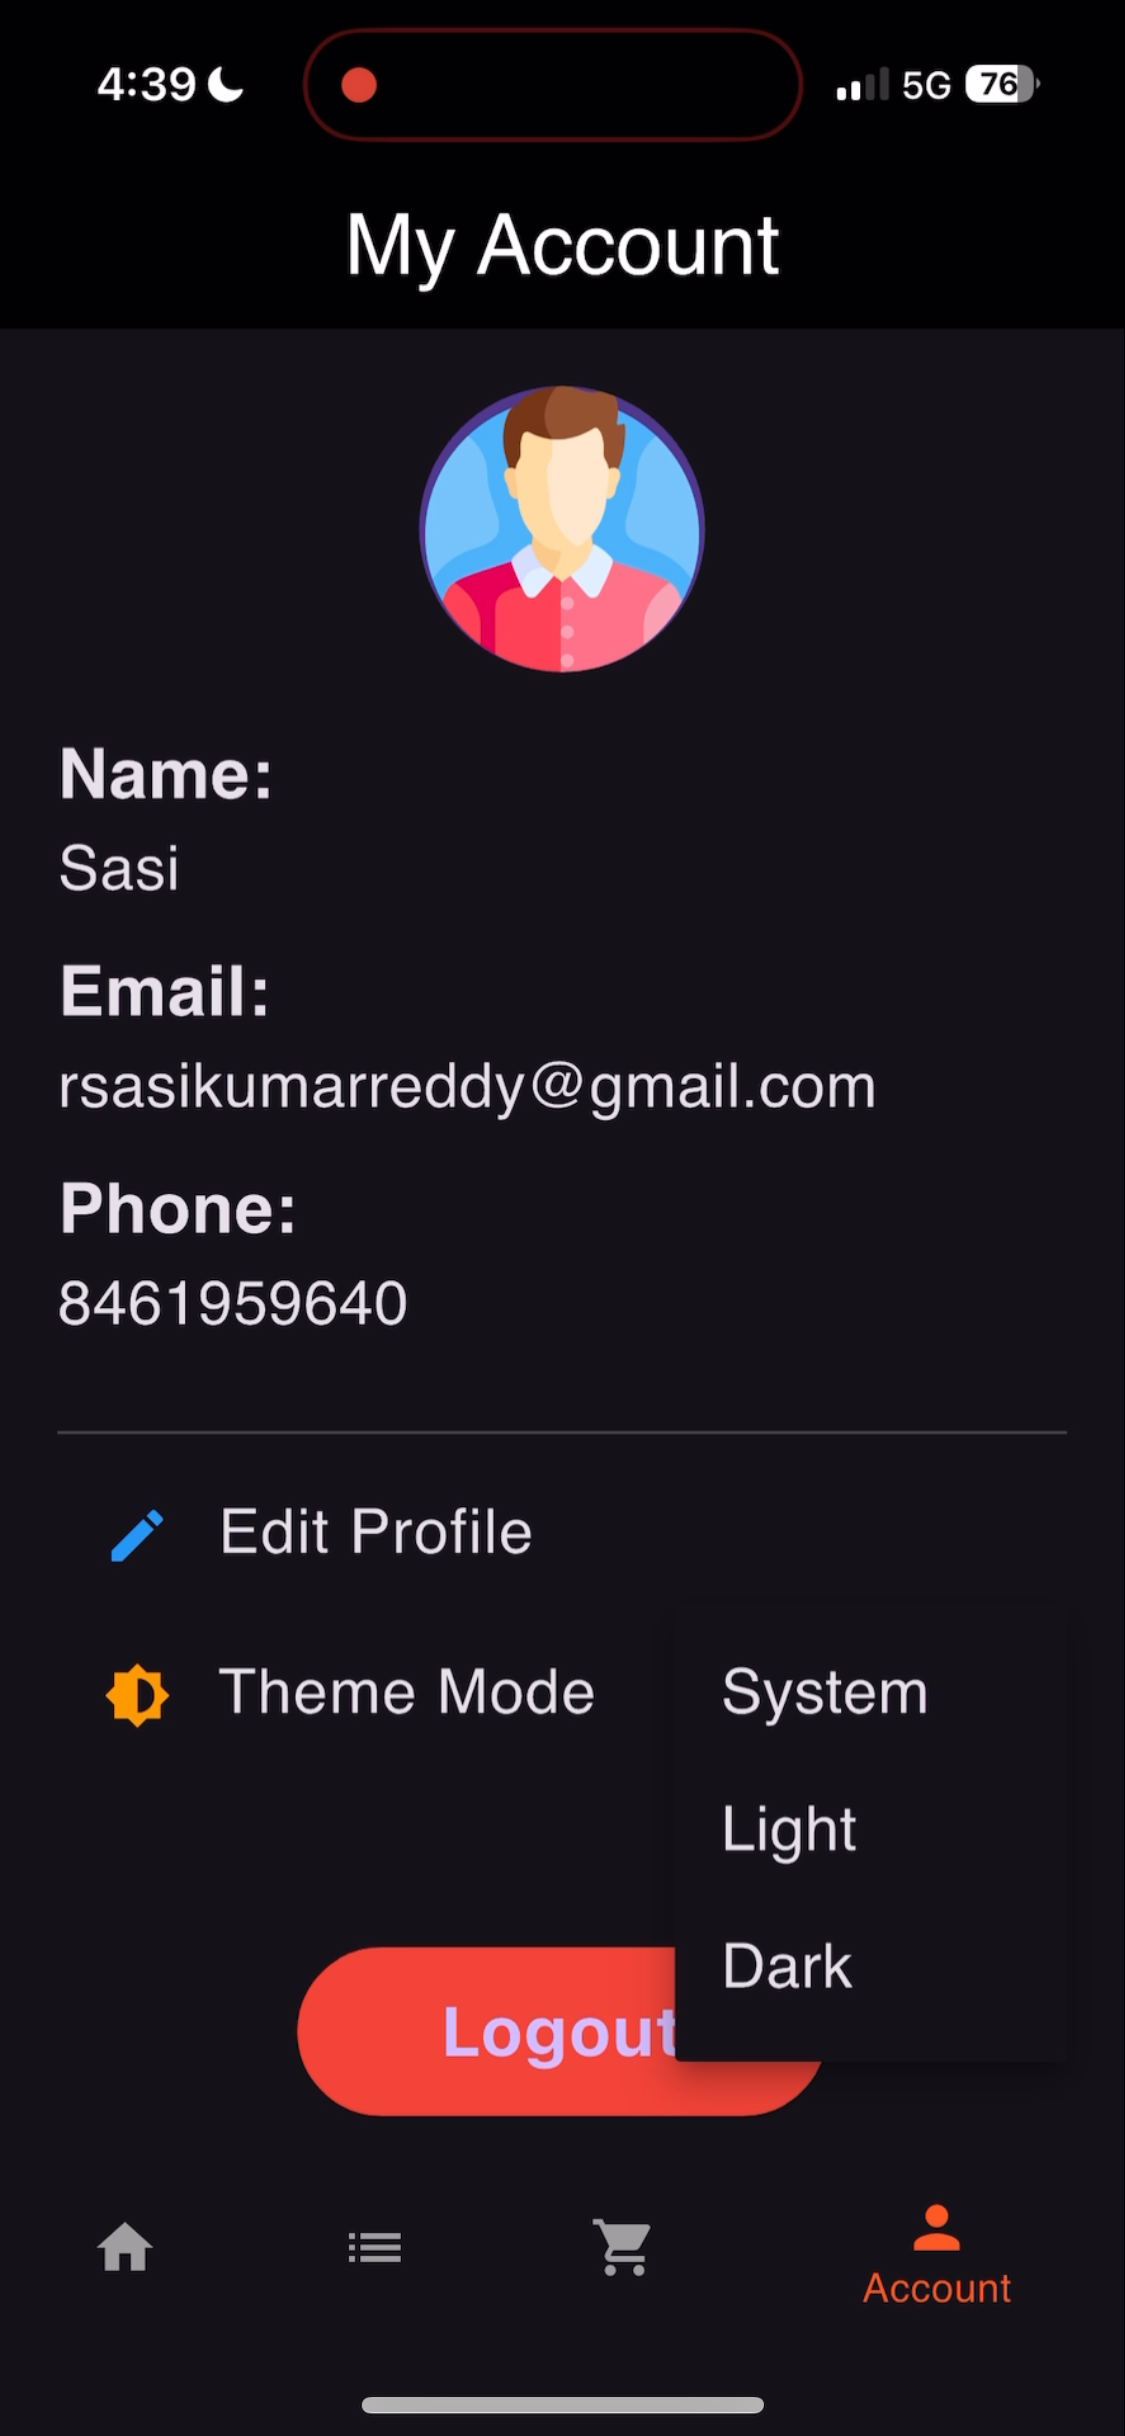 4:39
5G 76
My Account
Name:
Sasi
Email:
rsasikumarreddy@gmail.com
Phone:
8461959640
Edit Profile
Theme Mode
System
Light
Dark
Logout
Account